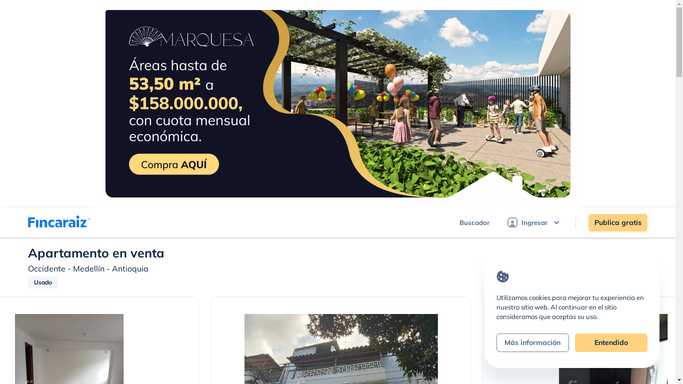 MARQUESA
Áreas hasta de
53,50 m² a
$158.000.000,
con cuota mensual
económica.
Compra AQUÍ
Fincaraiz
Buscador
Ingresar
Publica gratis
Apartamento en venta
Occidente - Medellín - Antioquia
Usado
Utilizamos cookies para mejorar tu experiencia en
nuestro sitio web. Al continuar en el sitio
consideramos que aceptas su uso.
Más información
Entendido